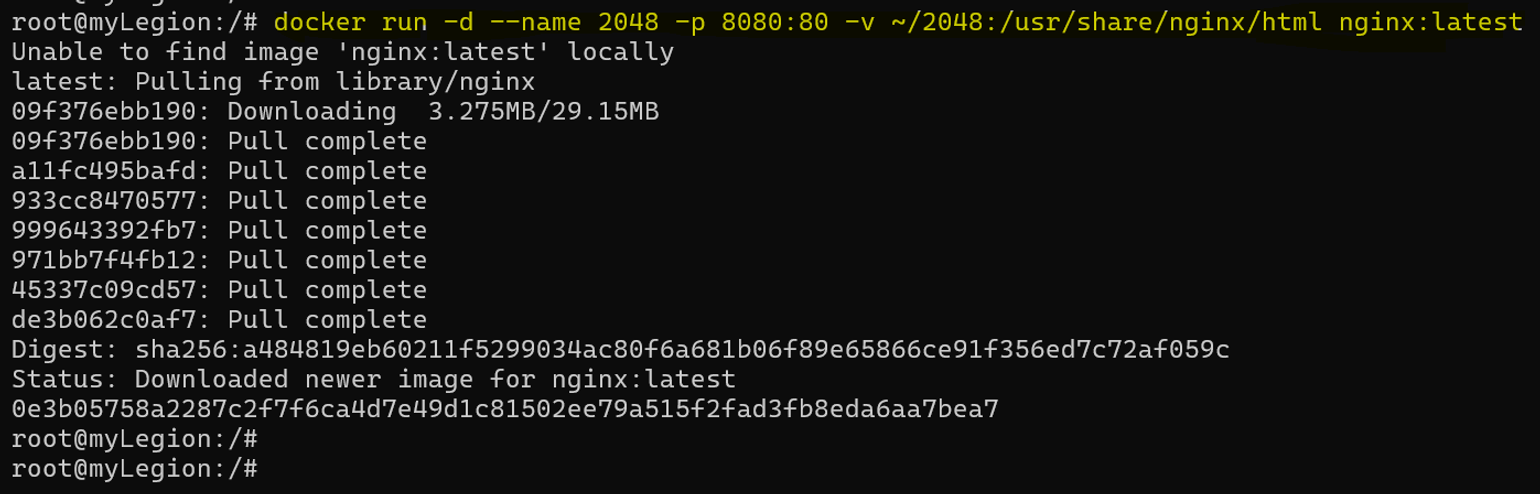 root@myLegion:/# docker run -d --name 2048 -p 8080:80 -v ~/2048:/usr/share/nginx/html nginx:latest
Unable to find image 'nginx:latest' locally
latest: Pulling from library/nginx
09f376ebb190: Downloading  3.275MB/29.15MB
09f376ebb190: Pull complete
a11fc495bafd: Pull complete
933cc8470577: Pull complete
999643392fb7: Pull complete
971bb7f4fb12: Pull complete
45337c09cd57: Pull complete
de3b062c0af7: Pull complete
Digest: sha256:a484819eb60211f5299034ac80f6a681b06f89e65866ce91f356ed7c72af059c
Status: Downloaded newer image for nginx:latest
0e3b05758a2287c2f7f6ca4d7e49d1c81502ee79a515f2fad3fb8eda6aa7bea7
root@myLegion:/#
root@myLegion:/#